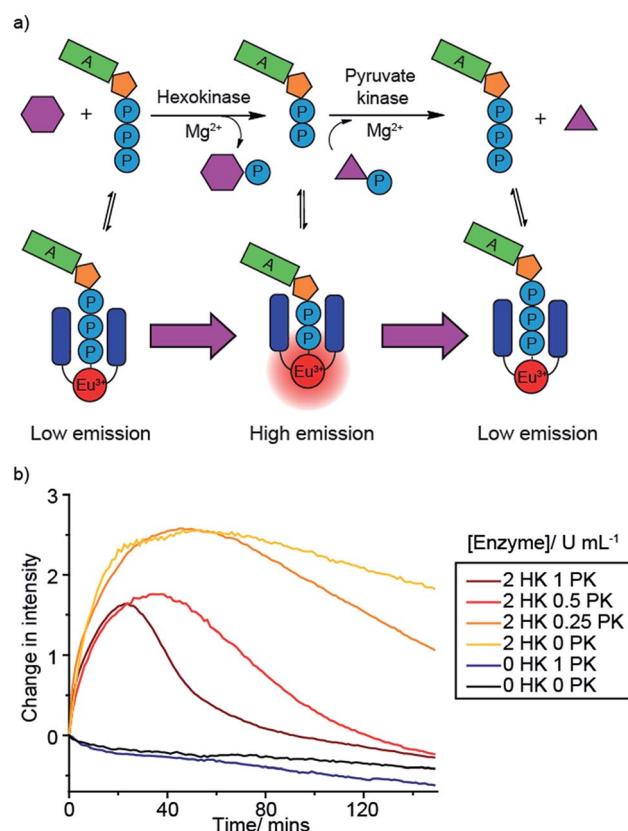 a)
A
P
P
P
+
Hexokinase
Mg²⁺
P
A
P
P
Pyruvate
kinase
Mg²⁺
P
A
P
P
P
+
A
P
P
P
Eu³⁺
A
P
P
Eu³⁺
A
P
P
P
Eu³⁺
Low emission
High emission
Low emission
b)
3
2
1
0
Change in intensity
0
40
80
120
Time/ mins
[Enzyme]/ U mL⁻¹
2 HK 1 PK
2 HK 0.5 PK
2 HK 0.25 PK
2 HK 0 PK
0 HK 1 PK
0 HK 0 PK